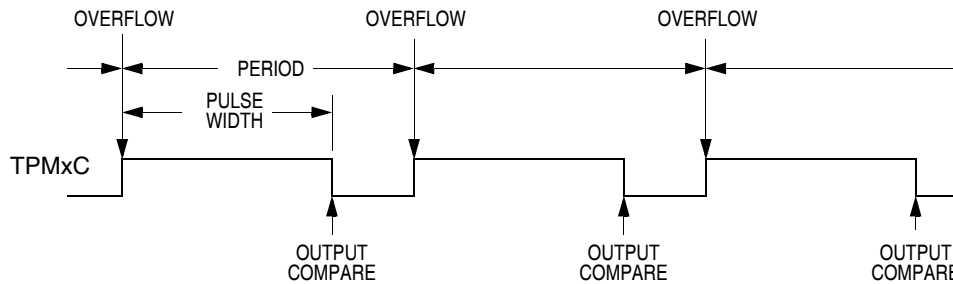 OVERFLOW OVERFLOW OVERFLOW
PERIOD
PULSE
WIDTH
TPMxC
OUTPUT
COMPARE
OUTPUT
COMPARE
OUTPUT
COMPARE